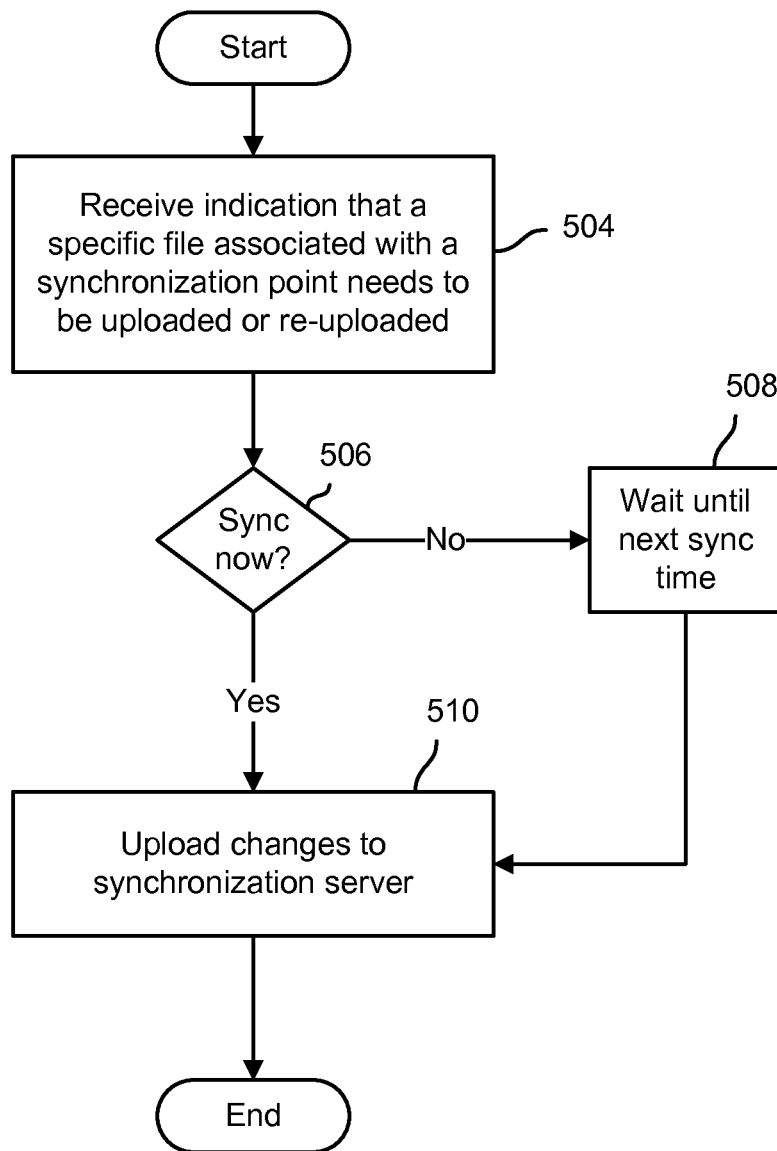 Start
Receive indication that a
specific file associated with a
synchronization point needs to
be uploaded or re-uploaded
504
506
Sync
now?
No
508
Wait until
next sync
time
Yes
510
Upload changes to
synchronization server
End